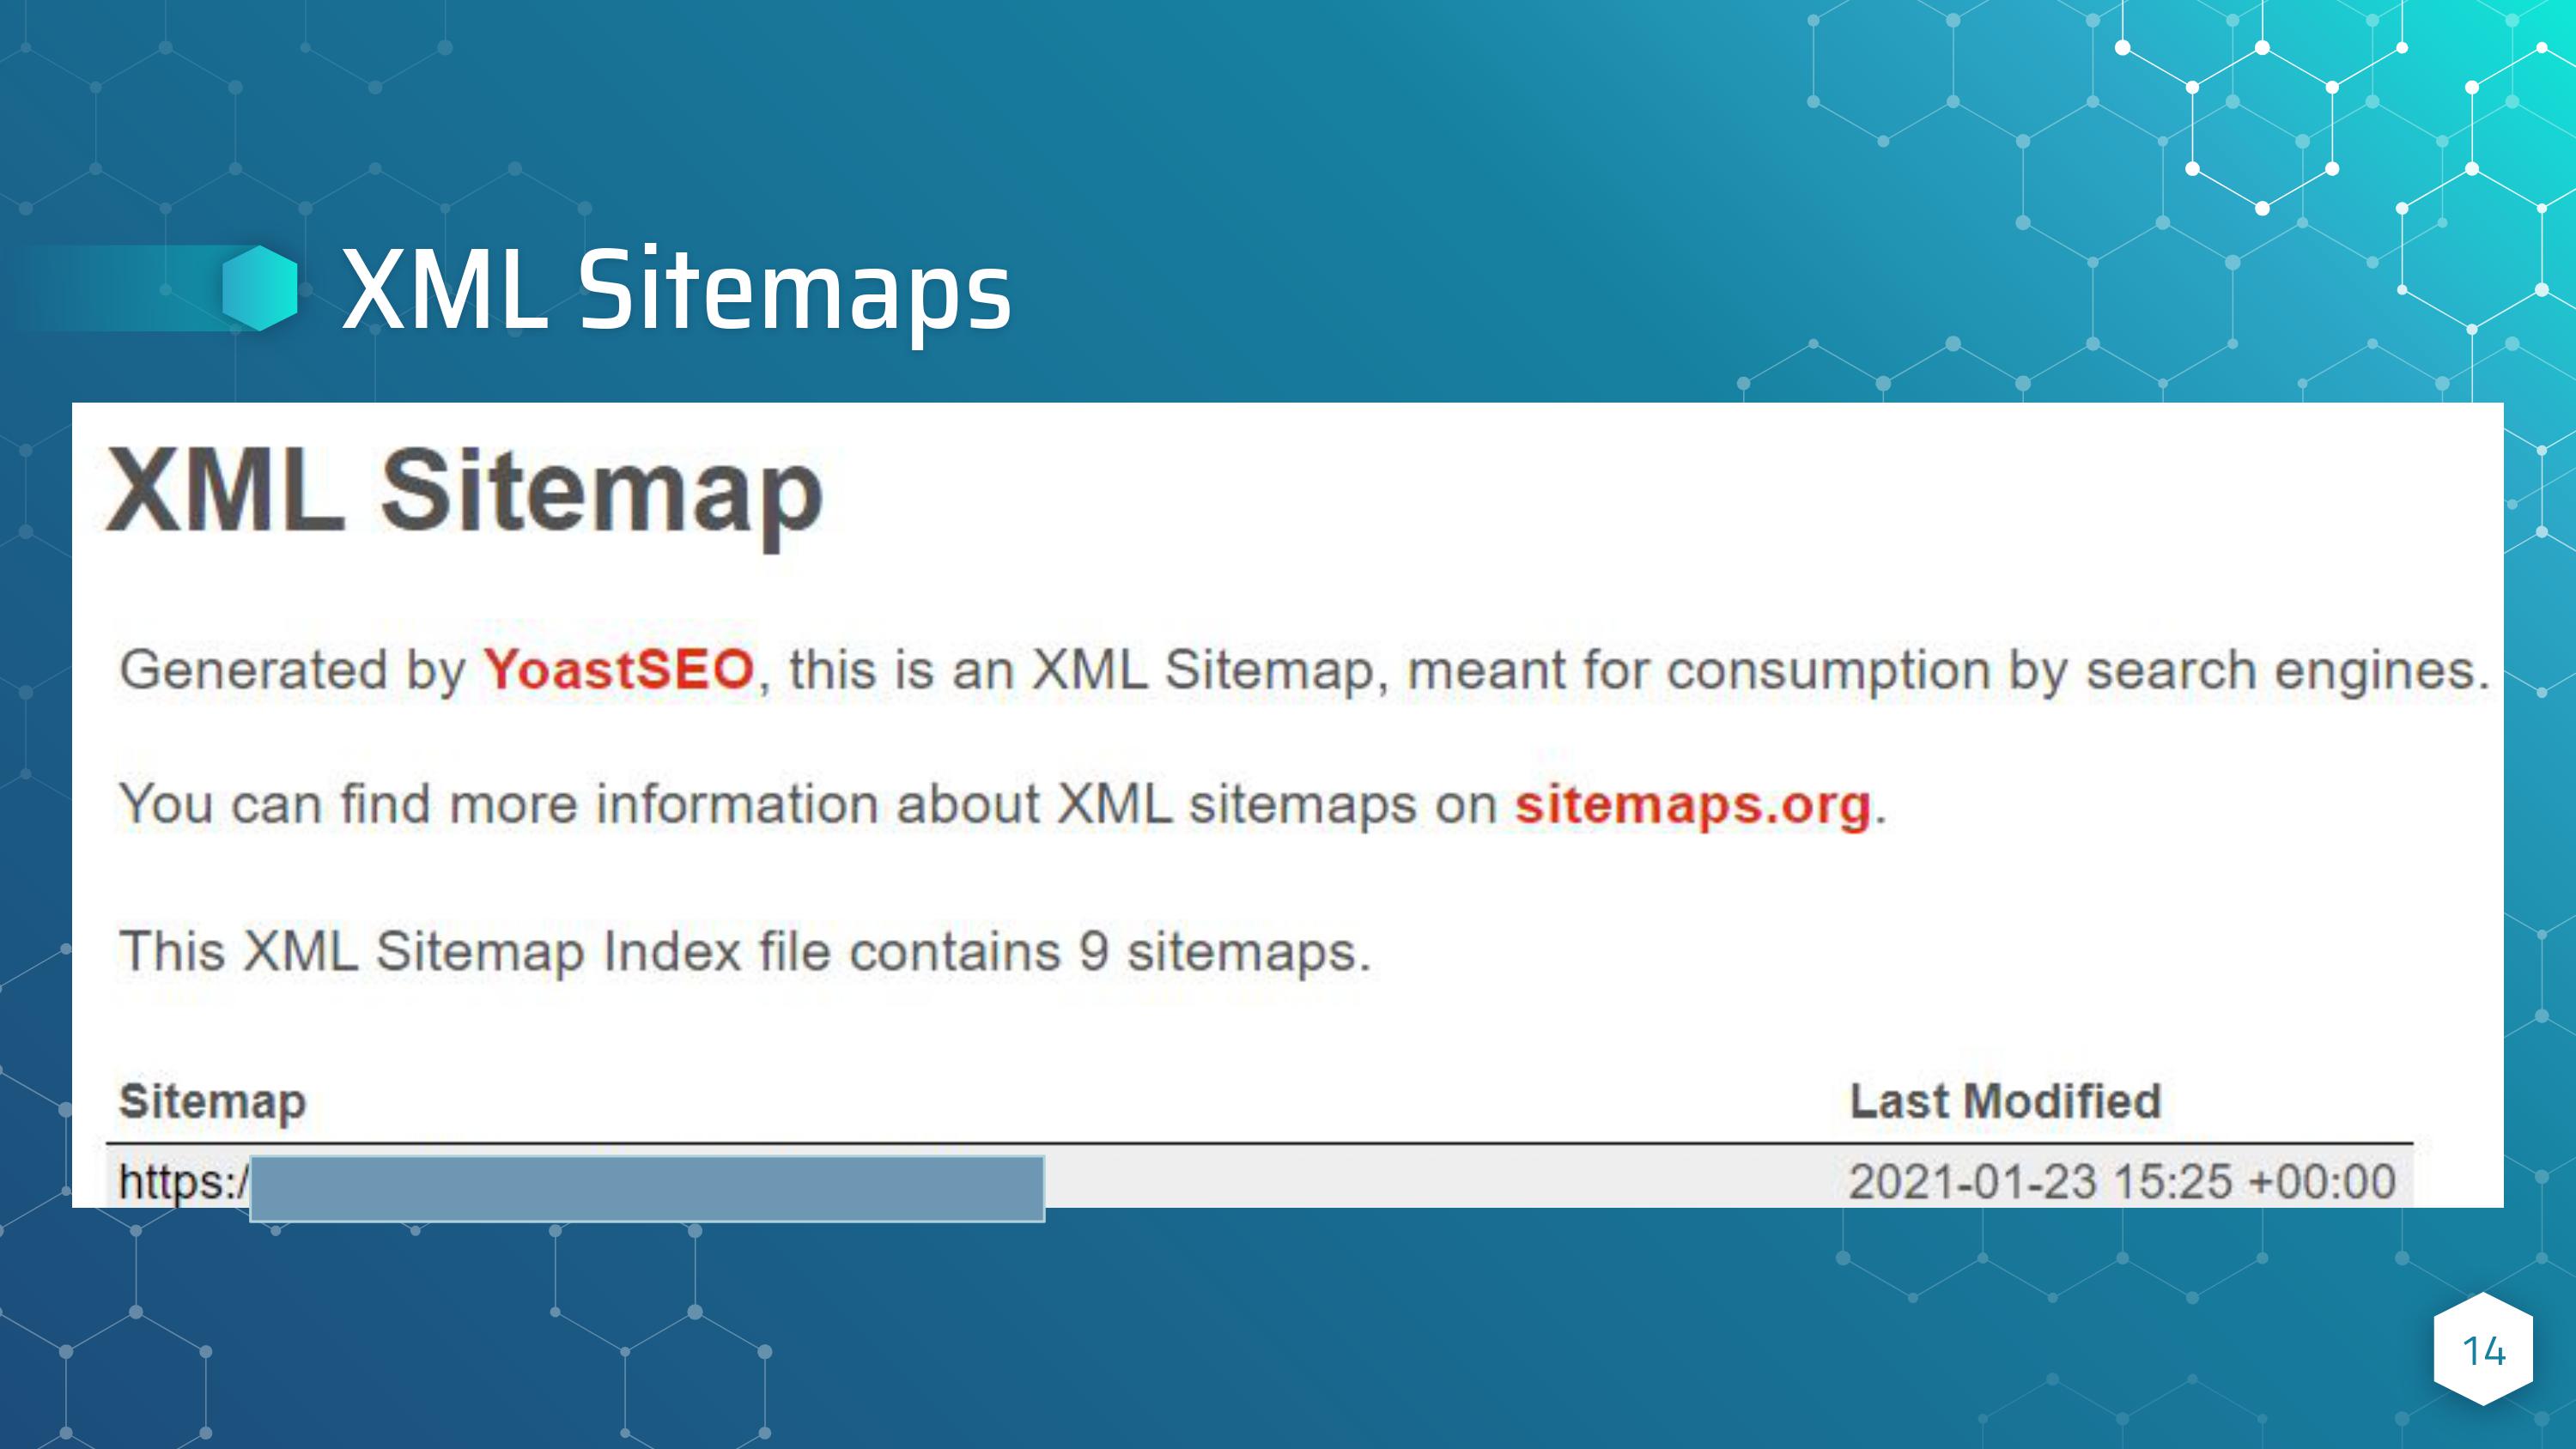 XML Sitemaps
XML Sitemap
Generated by YoastSEO, this is an XML Sitemap, meant for consumption by search engines.
You can find more information about XML sitemaps on sitemaps.org.
This XML Sitemap Index file contains 9 sitemaps.
Sitemap Last Modified
https:/ 2021-01-23 15:25 +00:00
14